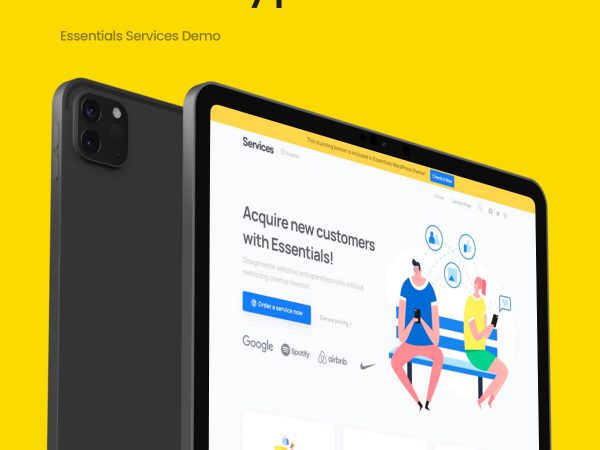 Essentials Services Demo
This stunning banner is included in Essentials WordPress theme!
Check it Now
Services
English
Home
Sample Page
Acquire new customers
with Essentials!
Design better websites and spend less time without
restricting creative freedom
Order a service now
See our pricing >
Google
Spotify
airbnb